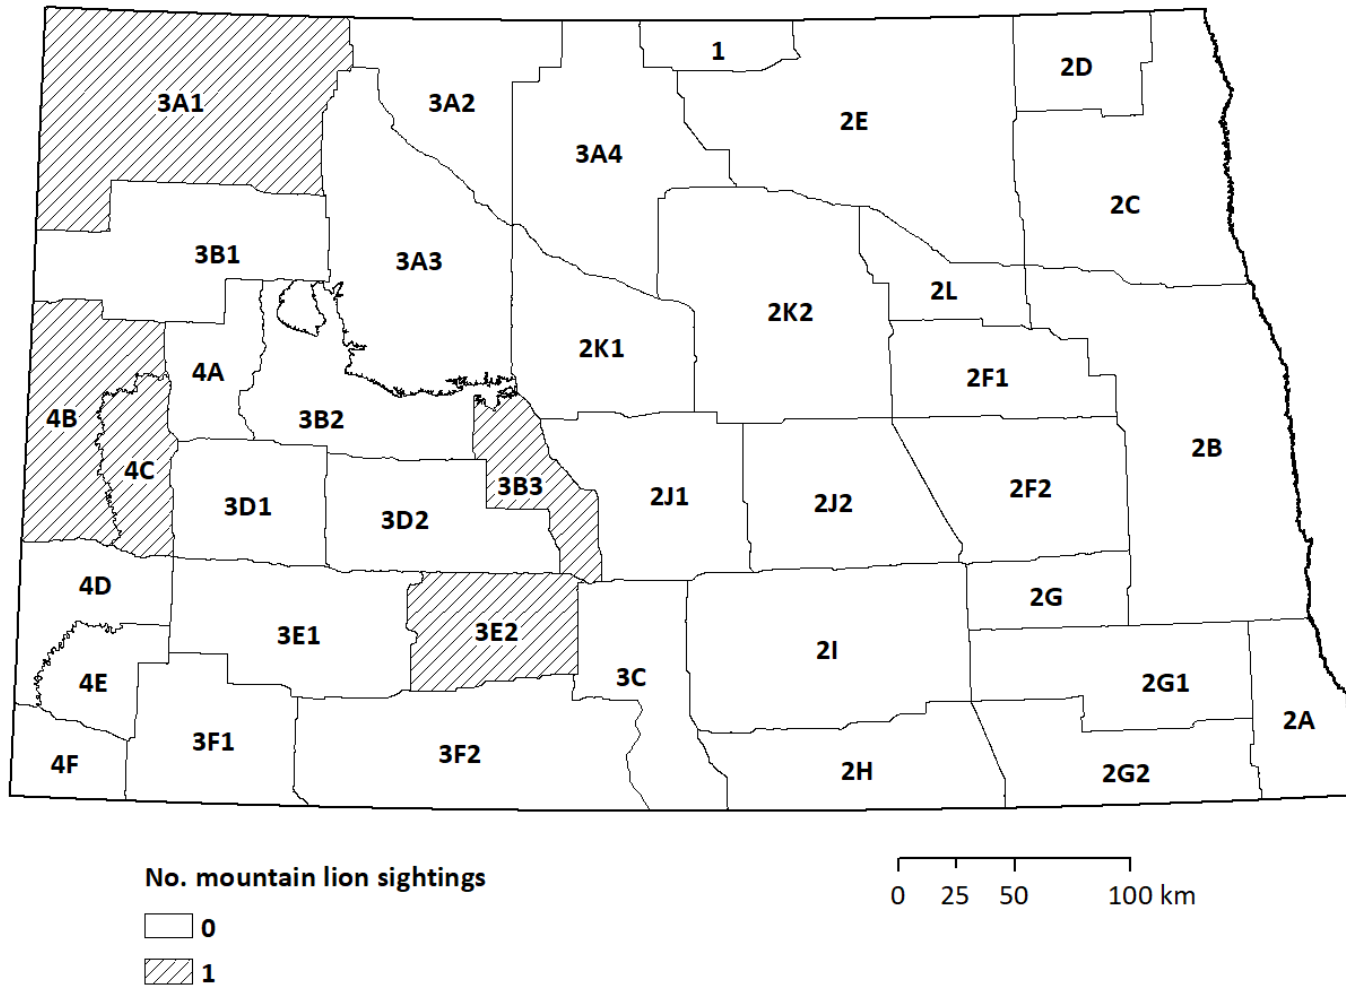 1
2D
3A1
3A2
2E
3A4
2C
3B1
3A3
2L
2K2
2K1
4A
2F1
4B
3B2
2B
4C
3B3
2F2
3D1
2J1
2J2
3D2
4D
2G
3E1
3E2
2I
3C
4E
2G1
2A
3F1
3F2
4F
2H
2G2
No. mountain lion sightings
0
1
0 25 50 100 km